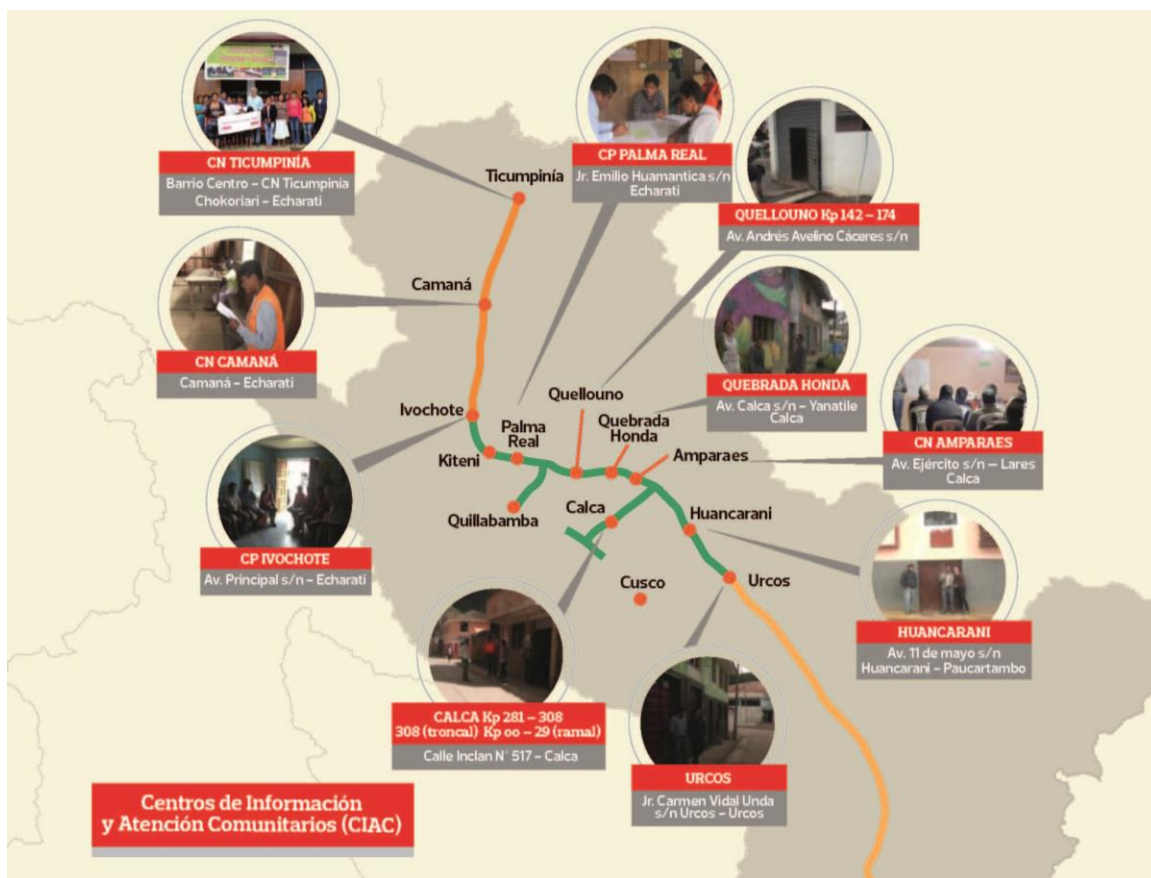 CN TICUMPINÍA
Barrio Centro – CN Ticumpinía
Chokoriari – Echarati
CP PALMA REAL
Jr. Emilio Huamantica s/n
Echarati
QUELLOUNO Kp 142 – 174
Av. Andrés Avelino Cáceres s/n
Ticumpinía
Camaná
CN CAMANÁ
Camaná – Echarati
QUEBRADA HONDA
Av. Calca s/n – Yanatile
Calca
Quellouno
Ivochote
Palma
Real
Quebrada
Honda
Kiteni
Amparaes
CN AMPARAES
Av. Ejército s/n – Lares
Calca
Quillabamba
Calca
Huancarani
CP IVOCHOTE
Av. Principal s/n – Echarati
Cusco
Urcos
HUANCARANI
Av. 11 de mayo s/n
Huancarani – Paucartambo
CALCA Kp 281 – 308
308 (troncal) Kp 00 – 29 (ramal)
Calle Inclan N° 517 – Calca
URCOS
Jr. Carmen Vidal Unda
s/n Urcos – Urcos
Centros de Información
y Atención Comunitarios (CIAC)